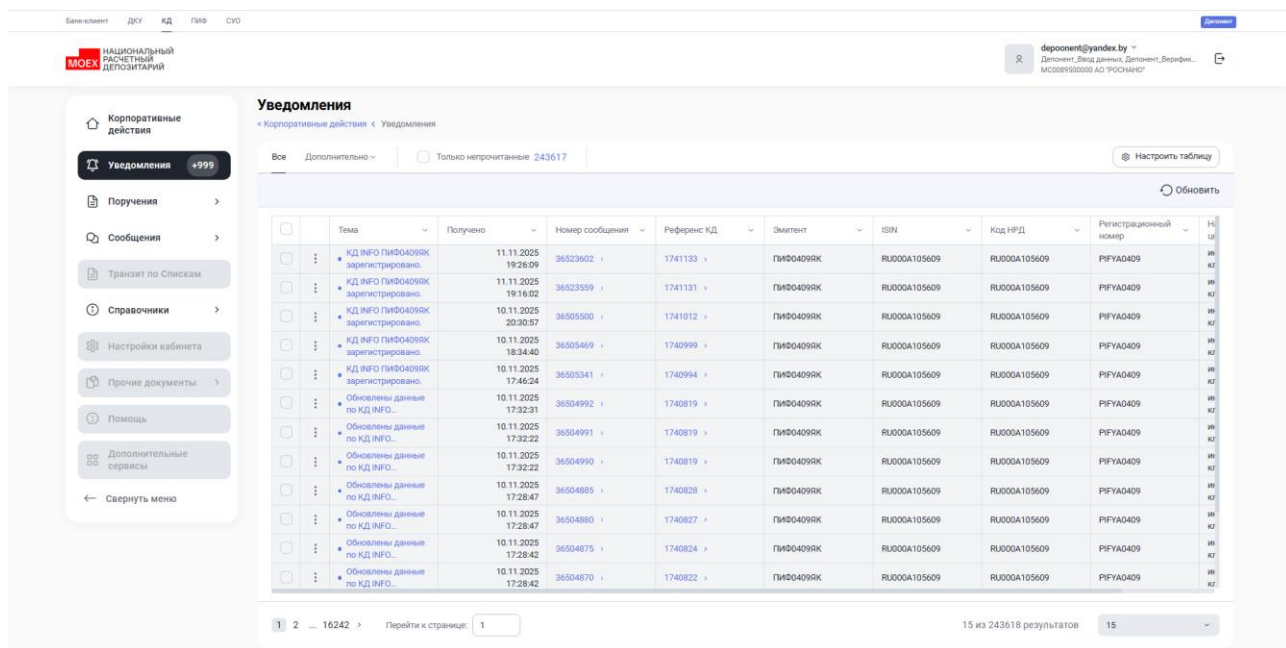 Банк-клиент ДКУ КД ПИФ СУО Депонент
MOEX НАЦИОНАЛЬНЫЙ РАСЧЕТНЫЙ ДЕПОЗИТАРИЙ
depoonent@yandex.by
Депонент_Ввод данных, Депонент_Верифик...
MC0089500000 АО "РОСНАНО"
Корпоративные действия
Уведомления +999
Поручения
Сообщения
Транзит по Спискам
Справочники
Настройки кабинета
Прочие документы
Помощь
Дополнительные сервисы
Свернуть меню
Уведомления
< Корпоративные действия < Уведомления
Все Дополнительно Только непрочитанные 243617 Настроить таблицу
Обновить
Тема Получено Номер сообщения Референс КД Эмитент ISIN Код НРД Регистрационный номер
КД INFO ПИФ0409ЯК зарегистрировано. 11.11.2025 19:26:09 36523602 1741133 ПИФ0409ЯК RU000A105609 RU000A105609 PIFYA0409
КД INFO ПИФ0409ЯК зарегистрировано. 11.11.2025 19:16:02 36523559 1741131 ПИФ0409ЯК RU000A105609 RU000A105609 PIFYA0409
КД INFO ПИФ0409ЯК зарегистрировано. 10.11.2025 20:30:57 36505500 1741012 ПИФ0409ЯК RU000A105609 RU000A105609 PIFYA0409
КД INFO ПИФ0409ЯК зарегистрировано. 10.11.2025 18:34:40 36505469 1740999 ПИФ0409ЯК RU000A105609 RU000A105609 PIFYA0409
КД INFO ПИФ0409ЯК зарегистрировано. 10.11.2025 17:46:24 36505341 1740994 ПИФ0409ЯК RU000A105609 RU000A105609 PIFYA0409
Обновлены данные по КД INFO... 10.11.2025 17:32:31 36504992 1740819 ПИФ0409ЯК RU000A105609 RU000A105609 PIFYA0409
Обновлены данные по КД INFO... 10.11.2025 17:32:22 36504991 1740819 ПИФ0409ЯК RU000A105609 RU000A105609 PIFYA0409
Обновлены данные по КД INFO... 10.11.2025 17:32:22 36504990 1740819 ПИФ0409ЯК RU000A105609 RU000A105609 PIFYA0409
Обновлены данные по КД INFO... 10.11.2025 17:28:47 36504885 1740828 ПИФ0409ЯК RU000A105609 RU000A105609 PIFYA0409
Обновлены данные по КД INFO... 10.11.2025 17:28:47 36504880 1740827 ПИФ0409ЯК RU000A105609 RU000A105609 PIFYA0409
Обновлены данные по КД INFO... 10.11.2025 17:28:42 36504875 1740824 ПИФ0409ЯК RU000A105609 RU000A105609 PIFYA0409
Обновлены данные по КД INFO... 10.11.2025 17:28:42 36504870 1740822 ПИФ0409ЯК RU000A105609 RU000A105609 PIFYA0409
1 2 ... 16242 > Перейти к странице: 1 15 из 243618 результатов 15